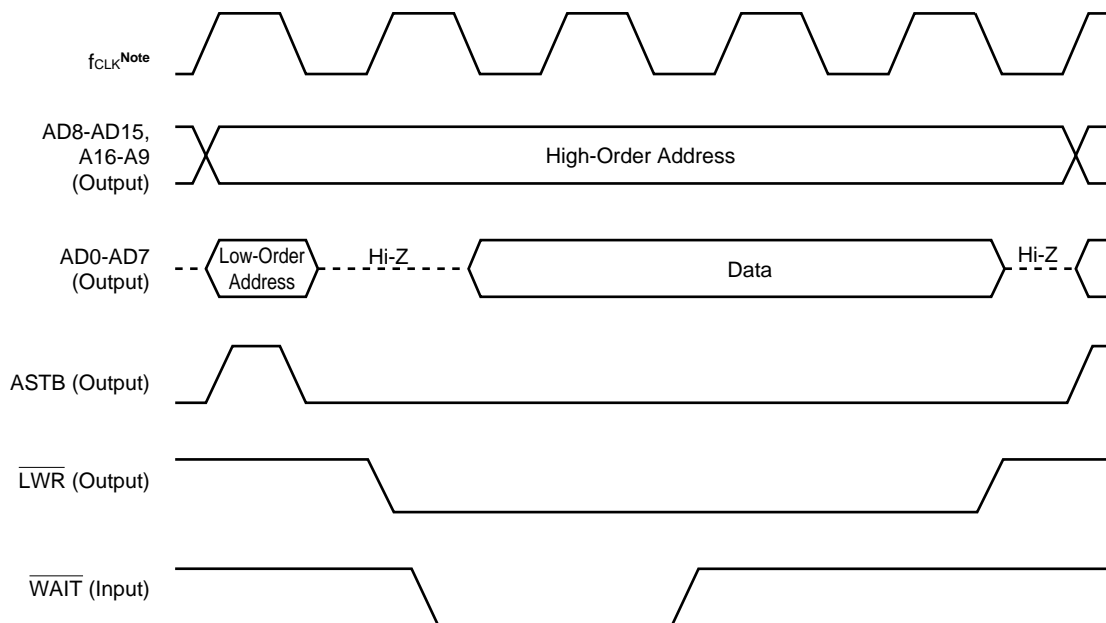 fCLKNote
AD8-AD15,
A16-A9
(Output)
High-Order Address
AD0-AD7
(Output)
Low-Order
Address
Hi-Z
Data
Hi-Z
ASTB (Output)
LWR (Output)
WAIT (Input)